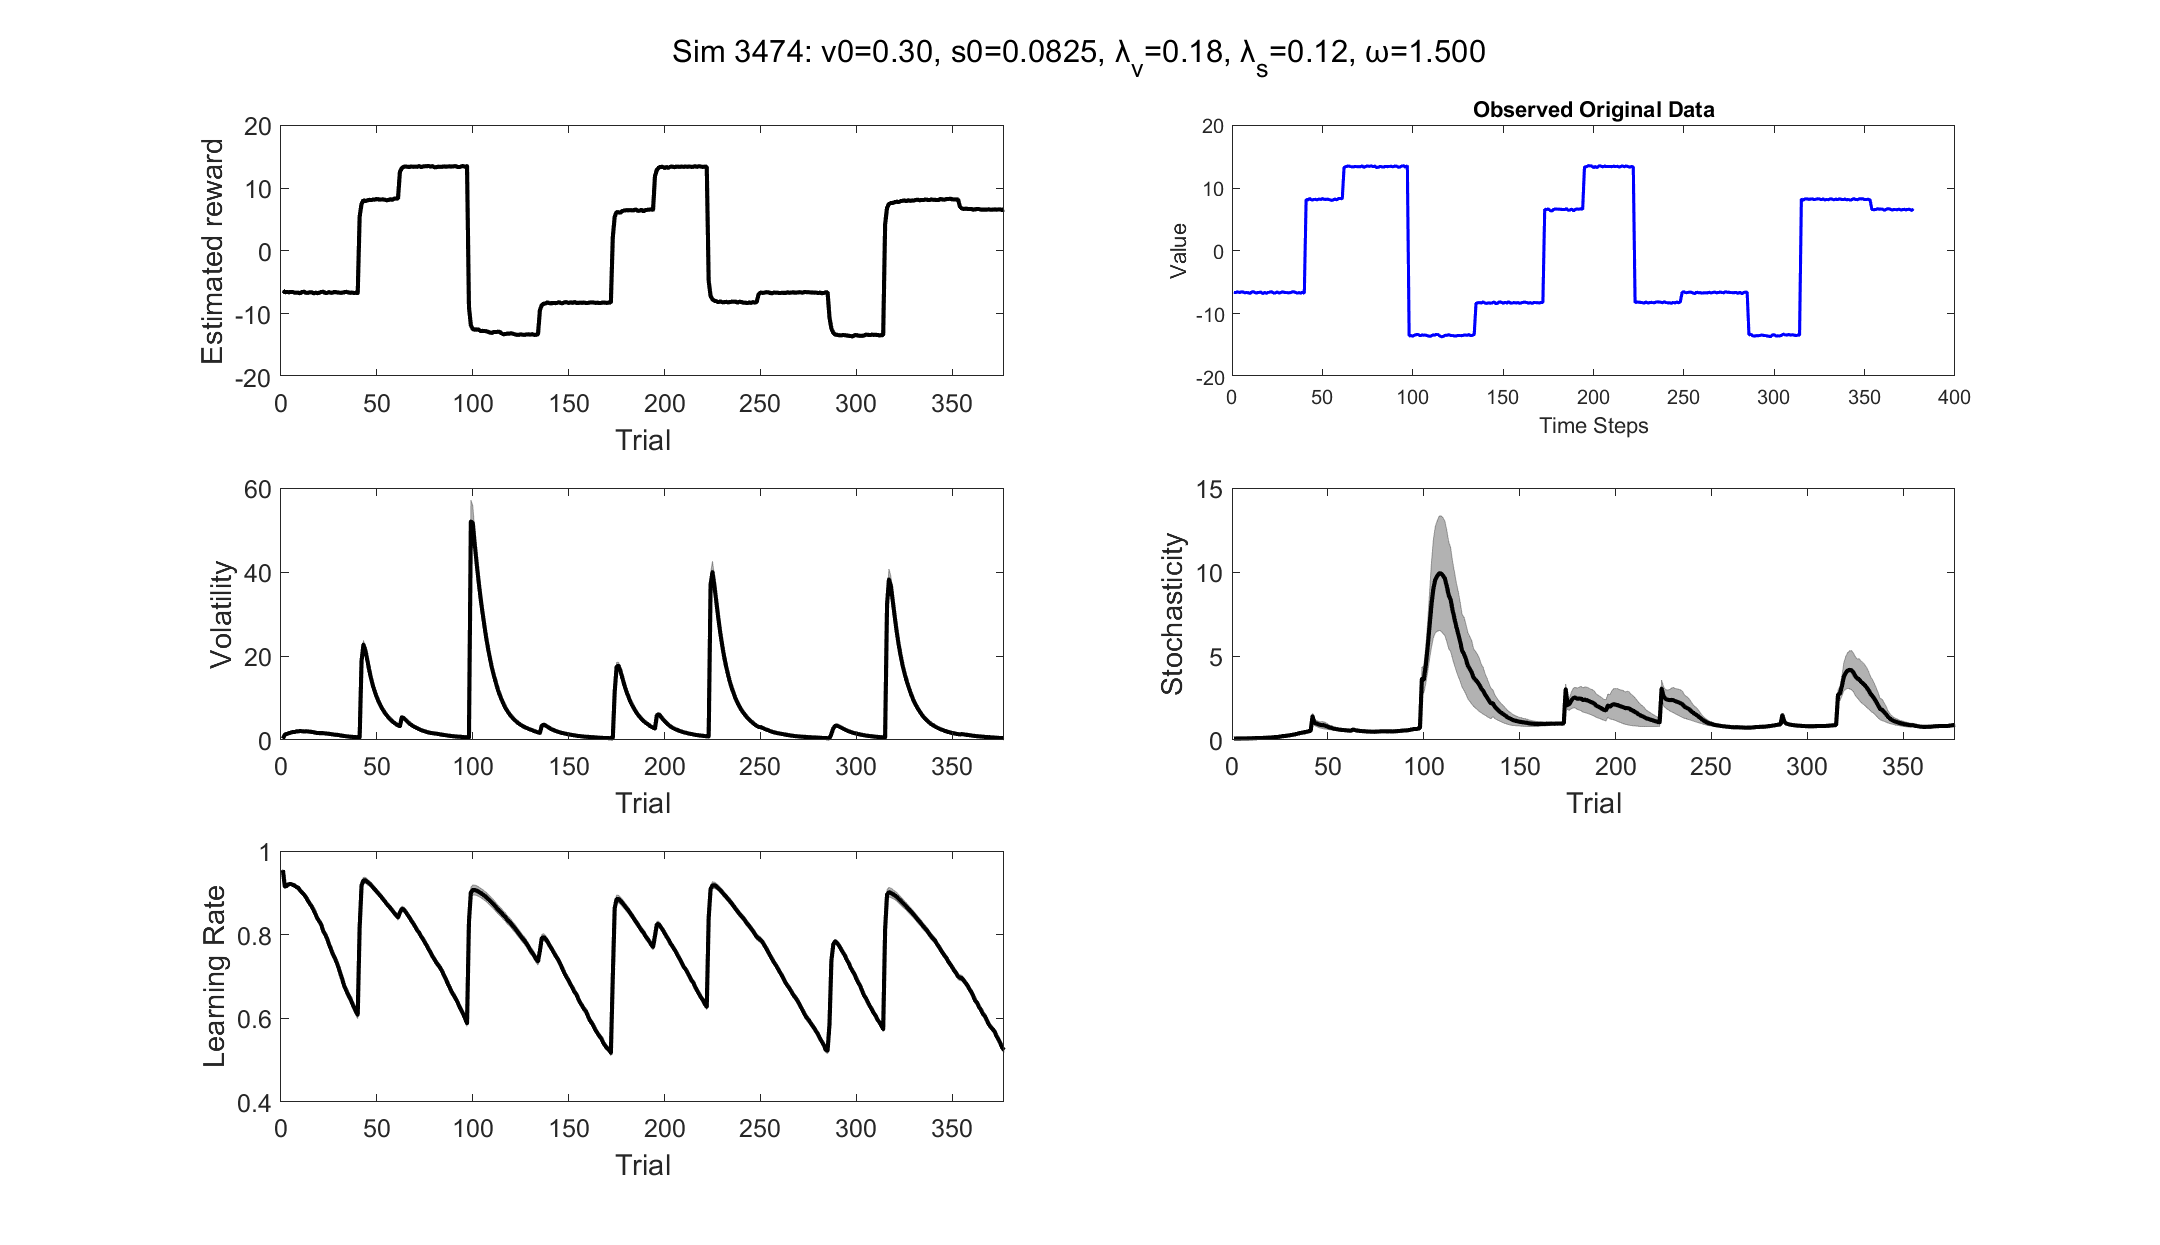 Sim 3474: v0=0.30, s0=0.0825, λ_v=0.18, λ_s=0.12, ω=1.500
20
10
0
-10
-20
Estimated reward
0 50 100 150 200 250 300 350
Trial
Observed Original Data
20
10
0
-10
-20
Value
0 50 100 150 200 250 300 350 400
Time Steps
60
40
20
0
Volatility
0 50 100 150 200 250 300 350
Trial
15
10
5
0
Stochasticity
0 50 100 150 200 250 300 350
Trial
1
0.8
0.6
0.4
Learning Rate
0 50 100 150 200 250 300 350
Trial